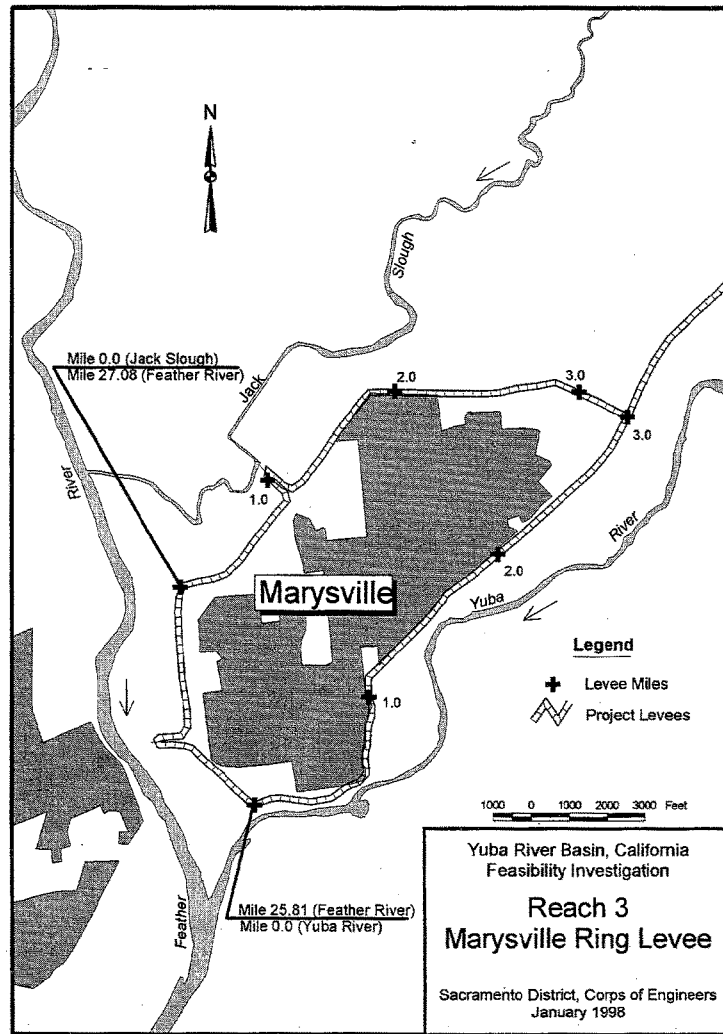 N
Slough
Jack
Mile 0.0 (Jack Slough)
Mile 27.08 (Feather River)
2.0
3.0
3.0
1.0
River
River
2.0
Marysville
Yuba
1.0
Legend
Levee Miles
Project Levees
1000 0 1000 2000 3000 Feet
Mile 25.81 (Feather River)
Mile 0.0 (Yuba River)
Feather
Yuba River Basin, California
Feasibility Investigation
Reach 3
Marysville Ring Levee
Sacramento District, Corps of Engineers
January 1998